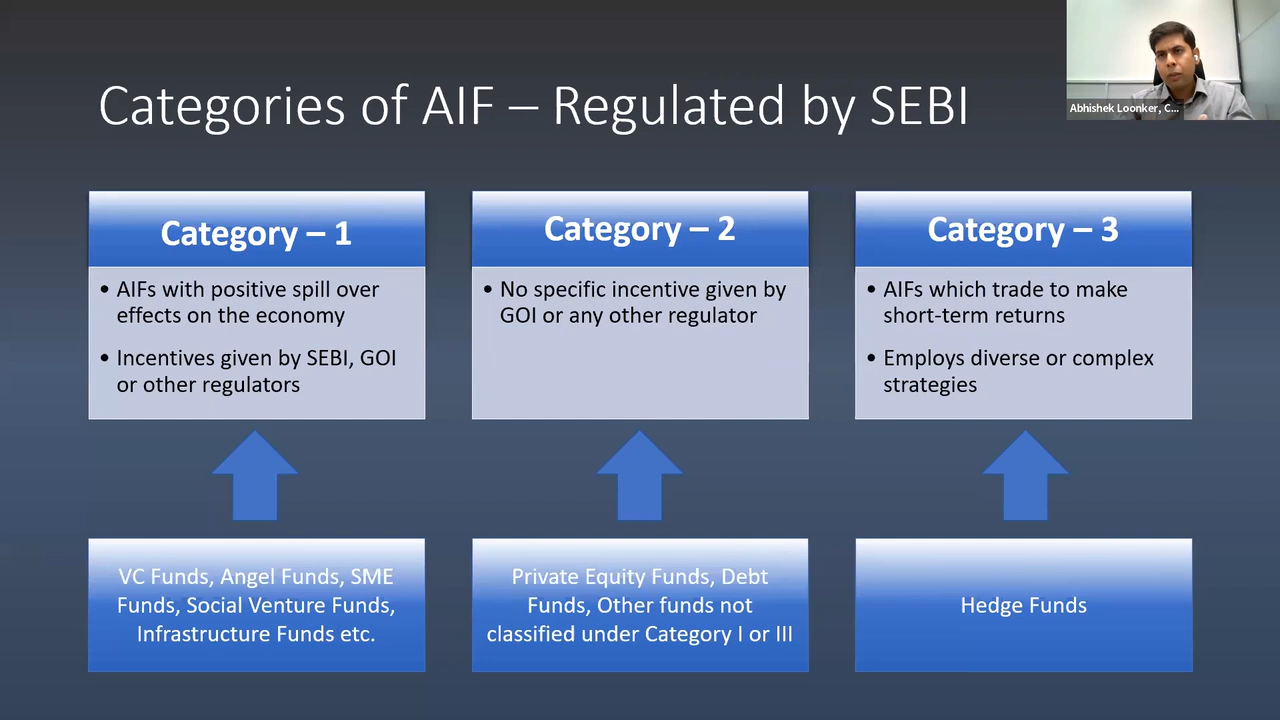 Categories of AIF – Regulated by SEBI
Abhishek Loonker, C...
Category – 1
• AIFs with positive spill over
effects on the economy
• Incentives given by SEBI, GOI
or other regulators
VC Funds, Angel Funds, SME
Funds, Social Venture Funds,
Infrastructure Funds etc.
Category – 2
• No specific incentive given by
GOI or any other regulator
Private Equity Funds, Debt
Funds, Other funds not
classified under Category I or III
Category – 3
• AIFs which trade to make
short-term returns
• Employs diverse or complex
strategies
Hedge Funds